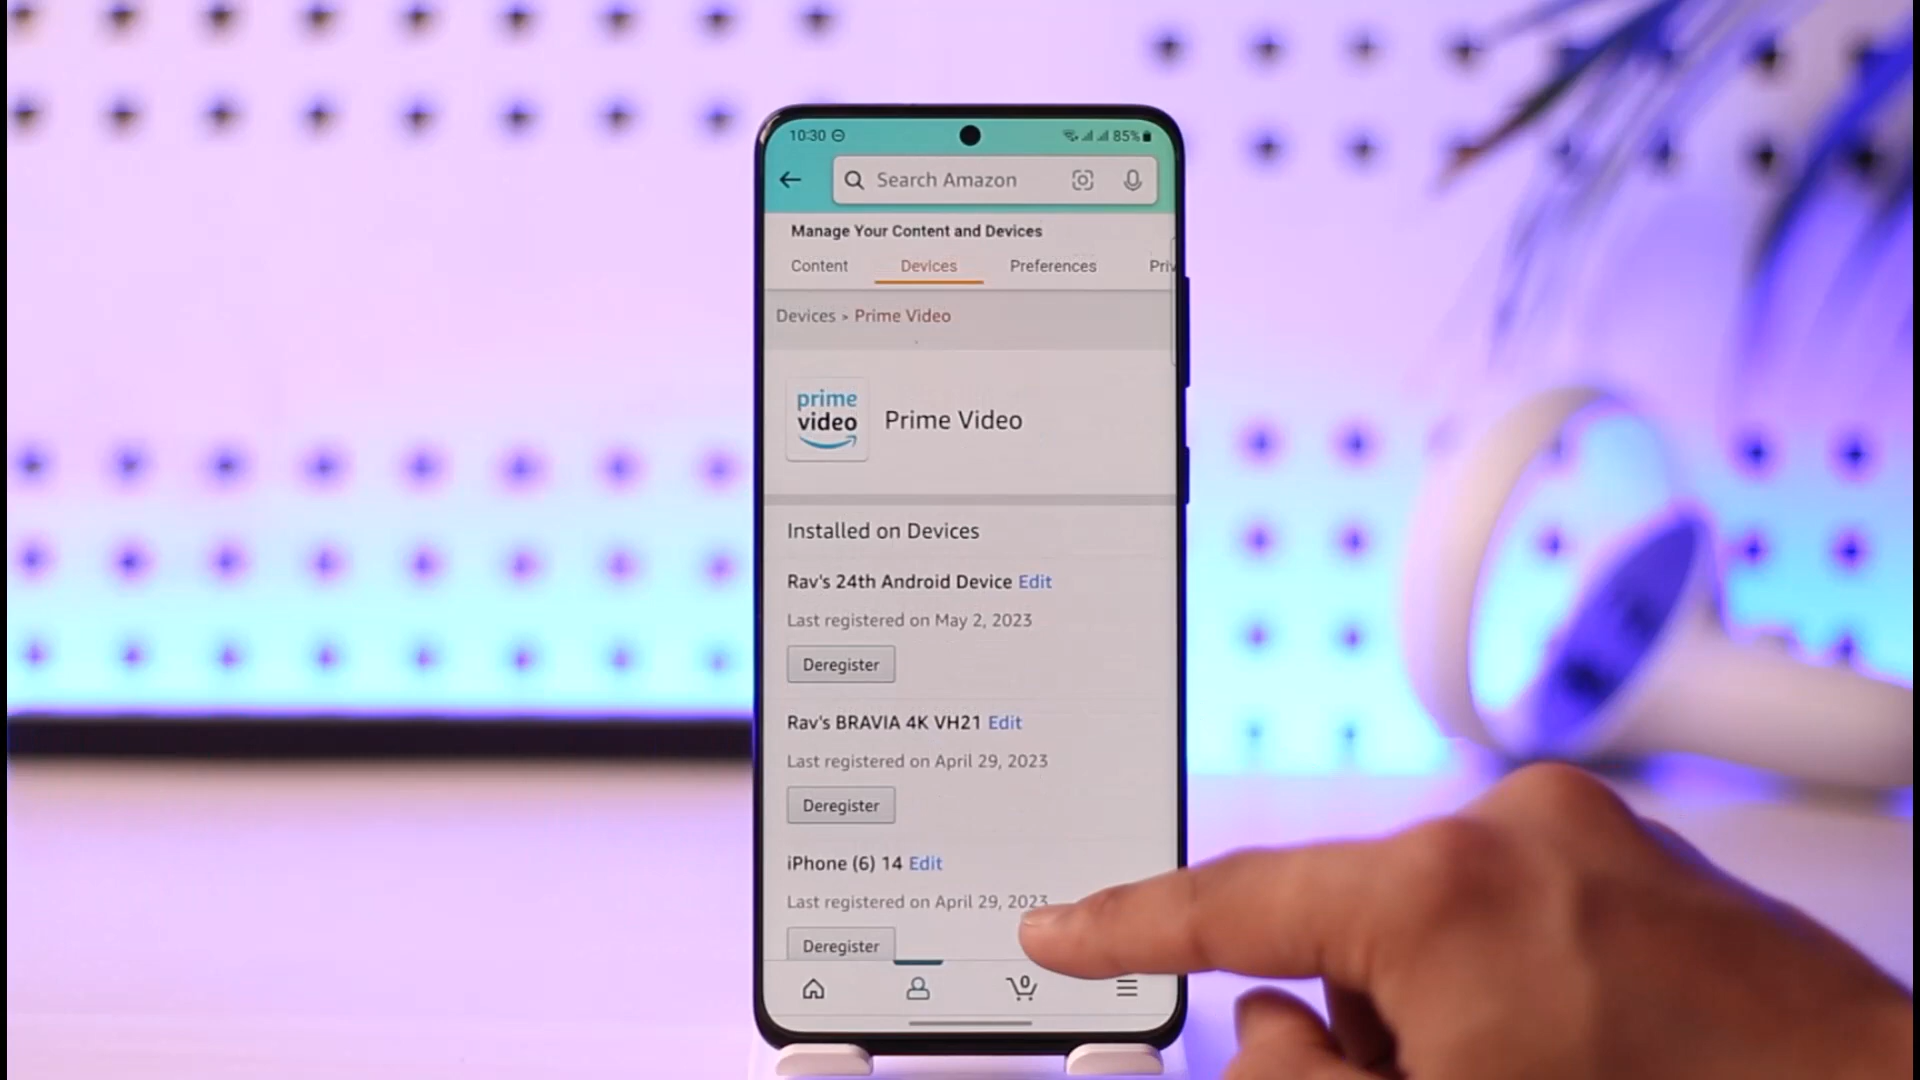 10:30 85%
Search Amazon
Manage Your Content and Devices
Content Devices Preferences Priv
Devices > Prime Video
prime
video Prime Video
Installed on Devices
Rav's 24th Android Device Edit
Last registered on May 2, 2023
Deregister
Rav's BRAVIA 4K VH21 Edit
Last registered on April 29, 2023
Deregister
iPhone (6) 14 Edit
Last registered on April 29, 2023
Deregister
0